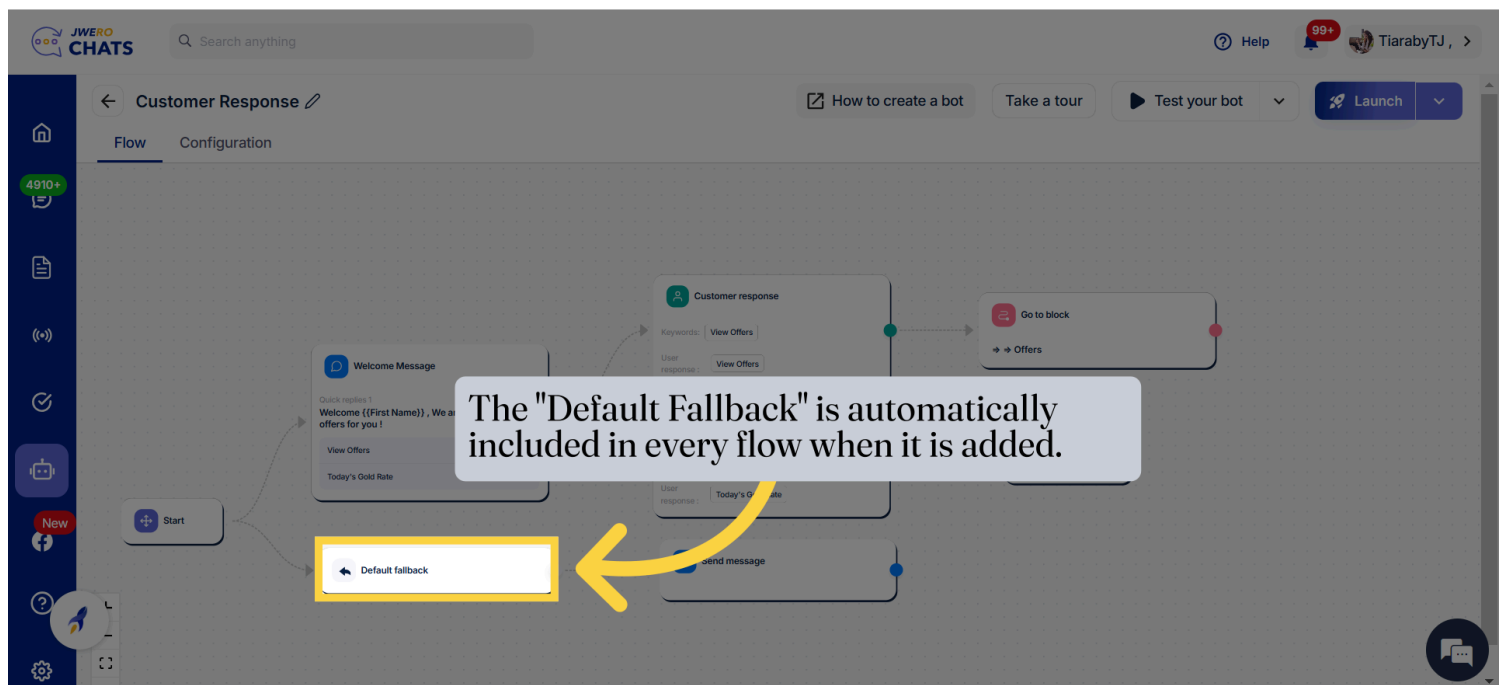 JWERO
CHATS
Search anything
Help
99+
TiarabyTJ ,
Customer Response
How to create a bot
Take a tour
Test your bot
Launch
Flow
Configuration
4910+
New
Start
Welcome Message
Quick replies 1
Welcome {{First Name}} , We a
offers for you !
View Offers
Today's Gold Rate
Default fallback
Customer response
Keywords: View Offers
User
response : View Offers
The "Default Fallback" is automatically
included in every flow when it is added.
User
response : Today's G
Send message
Go to block
➔ ➔ Offers